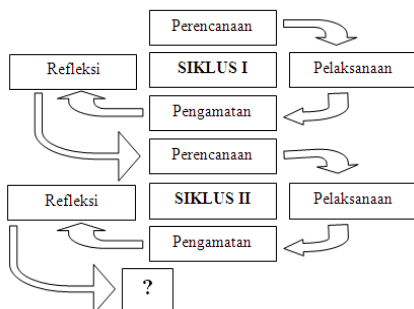 Perencanaan
Refleksi
SIKLUS I
Pelaksanaan
Pengamatan
Perencanaan
Refleksi
SIKLUS II
Pelaksanaan
Pengamatan
?